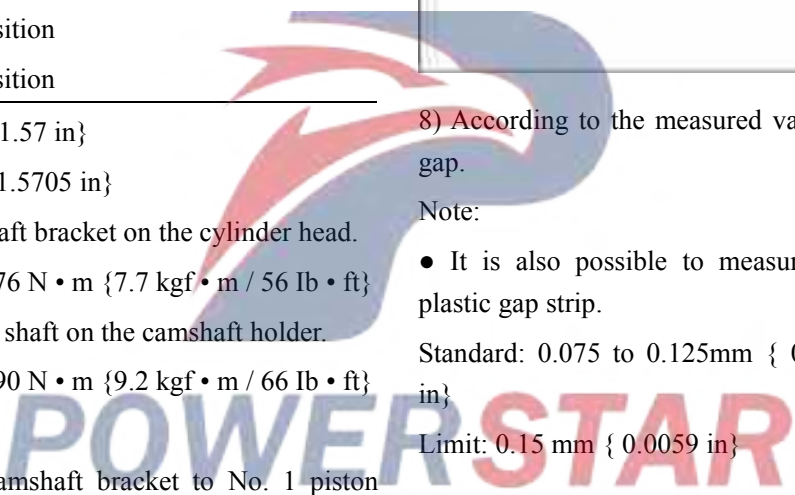 sition
sition
1.57 in}
1.5705 in}
aft bracket on the cylinder head.
76 N • m {7.7 kgf • m / 56 Ib • ft}
shaft on the camshaft holder.
90 N • m {9.2 kgf • m / 66 Ib • ft}
amshaft bracket to No. 1 piston
8) According to the measured va
gap.
Note:
● It is also possible to measur
plastic gap strip.
Standard: 0.075 to 0.125mm { 0
in}
Limit: 0.15 mm { 0.0059 in}
POWERSTAR